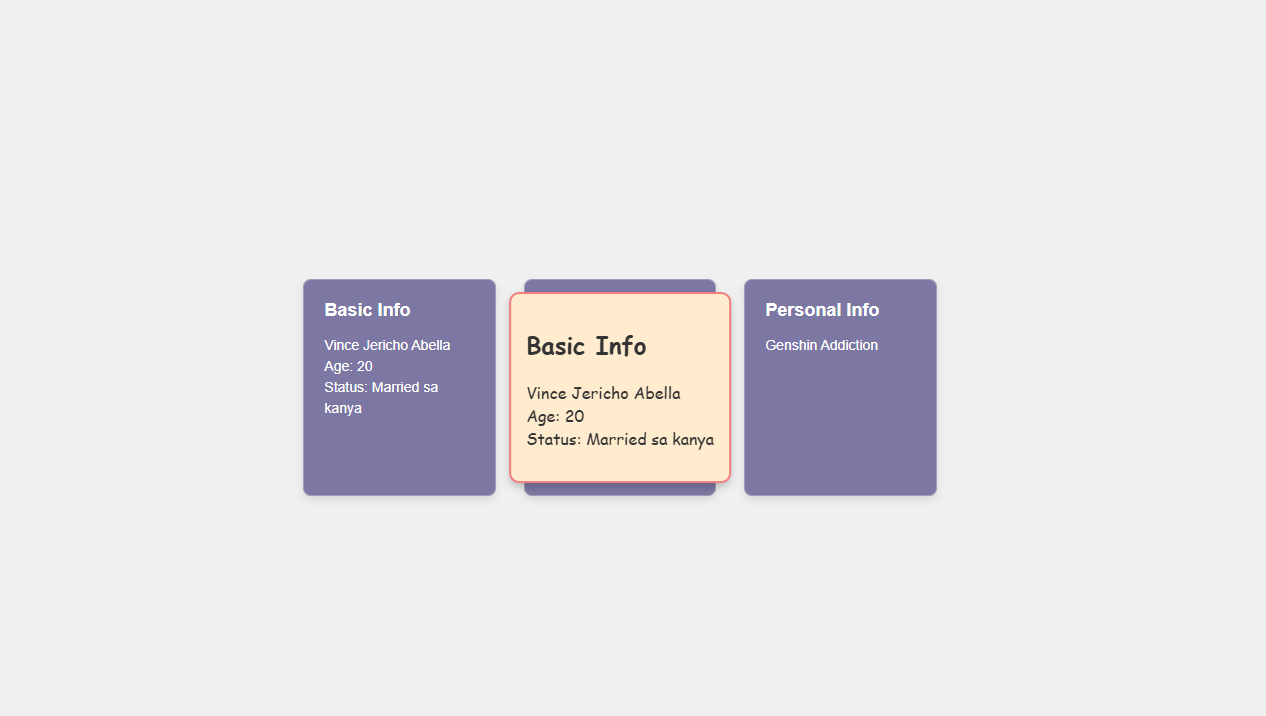 Basic Info
Vince Jericho Abella
Age: 20
Status: Married sa
kanya
Basic Info
Vince Jericho Abella
Age: 20
Status: Married sa kanya
Personal Info
Genshin Addiction